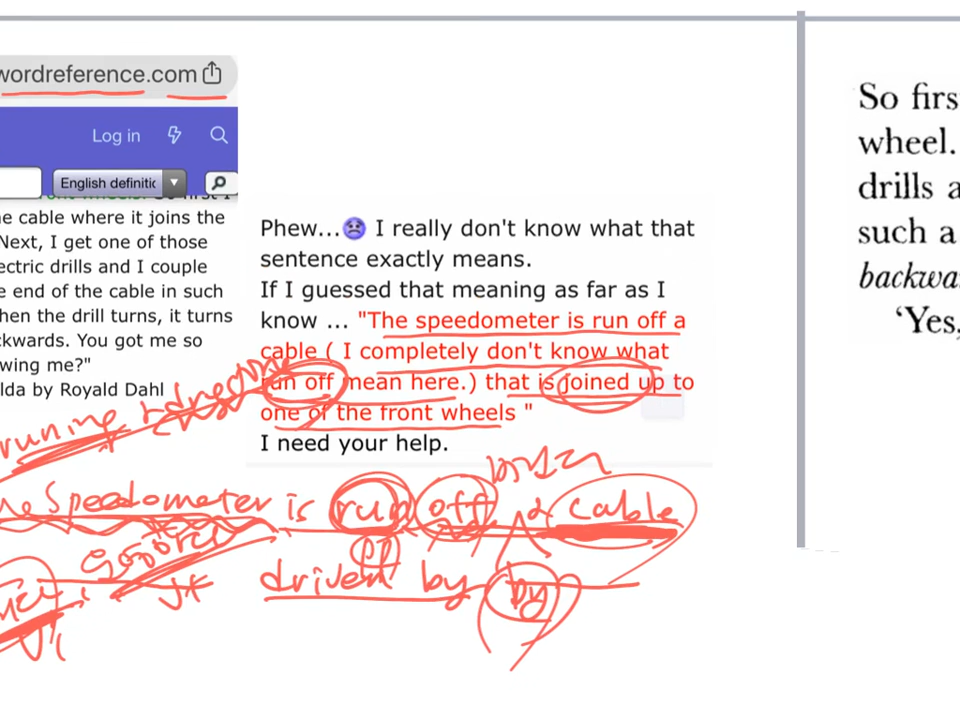 wordreference.com
Log in
English definitic
e cable where it joins the
Next, I get one of those
ectric drills and I couple
e end of the cable in such
hen the drill turns, it turns
kwards. You got me so
wing me?"
lda by Royald Dahl
Phew... I really don't know what that
sentence exactly means.
If I guessed that meaning as far as I
know ... "The speedometer is run off a
cable ( I completely don't know what
run off mean here.) that is joined up to
one of the front wheels "
I need your help.
running
he Speedometer is run off a cable
driven by by
So firs
wheel.
drills a
such a
backwa
‘Yes,